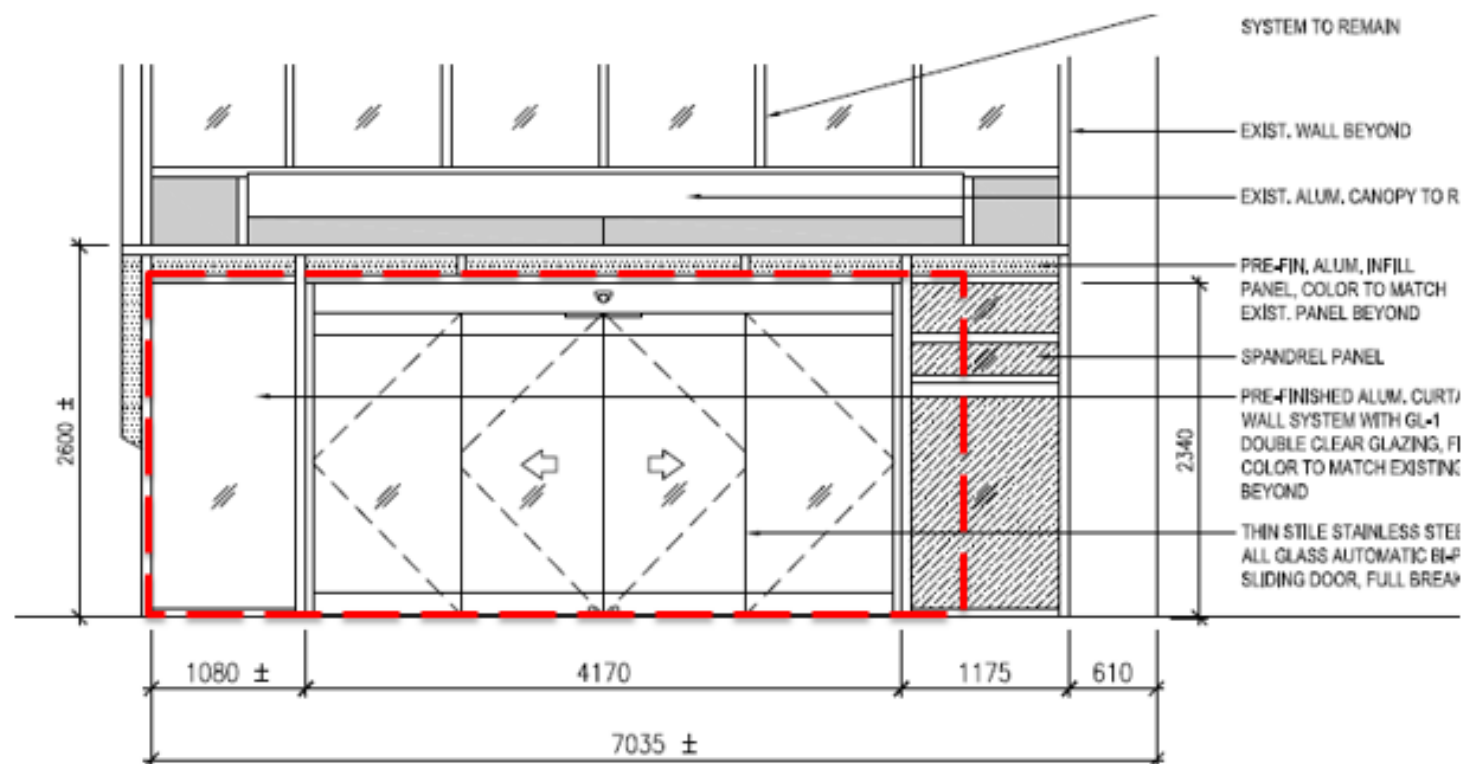 SYSTEM TO REMAIN
EXIST. WALL BEYOND
EXIST. ALUM. CANOPY TO R
PRE-FIN. ALUM. INFILL
PANEL, COLOR TO MATCH
EXIST. PANEL BEYOND
SPANDREL PANEL
PRE-FINISHED ALUM. CURTA
WALL SYSTEM WITH GL-1
DOUBLE CLEAR GLAZING, FI
COLOR TO MATCH EXISTING
BEYOND
THIN STILE STAINLESS STEE
ALL GLASS AUTOMATIC BI-P
SLIDING DOOR, FULL BREAK
2600 ±
2340
1080 ±
4170
1175
610
7035 ±